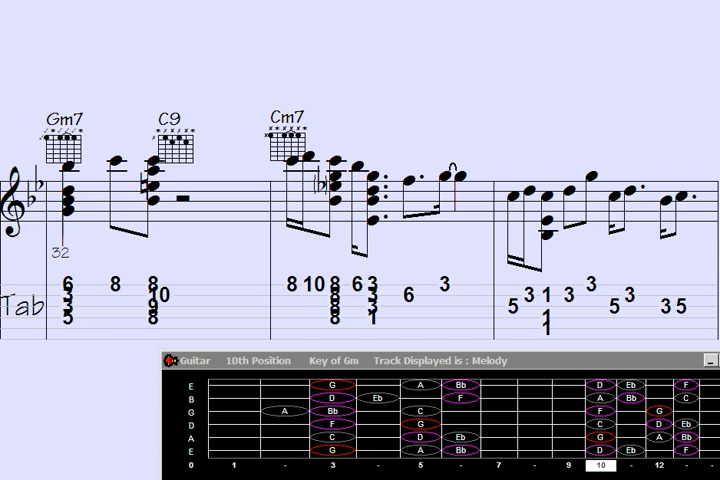 Gm7 C9 Cm7
32
6 8 8 8 10 8 6 3 3
3 10 8 3 6 3 1 3 3 3
3 9 8 3 5 5 3 5
5 8 8 1 1
1
Tab
Guitar 10th Position Key of Gm Track Displayed is : Melody
E G A Bb D Eb F
B D Eb F A Bb C
G A Bb C F G
D F G C D Eb
A C D Eb G A Bb
E G A Bb D Eb F
0 1 - 3 - 5 - 7 - 9 10 - 12 -